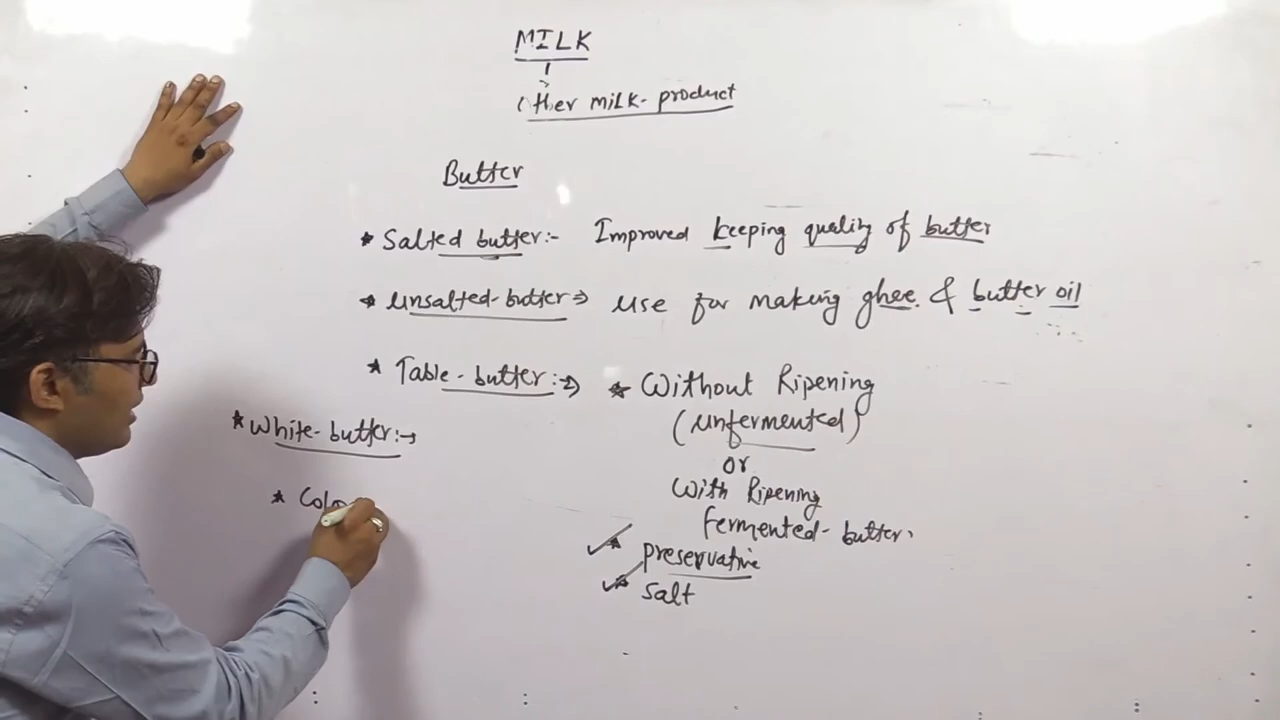 MILK
Other milk-product
Butter
* Salted butter:- Improved keeping quality of butter
* Unsalted-butter ⇒ Use for making ghee & butter oil
* Table-butter:⇒ * Without Ripening
(unfermented)
* White-butter:→
or
With Ripening
* Colo
fermented-butter.
* preservative
* Salt